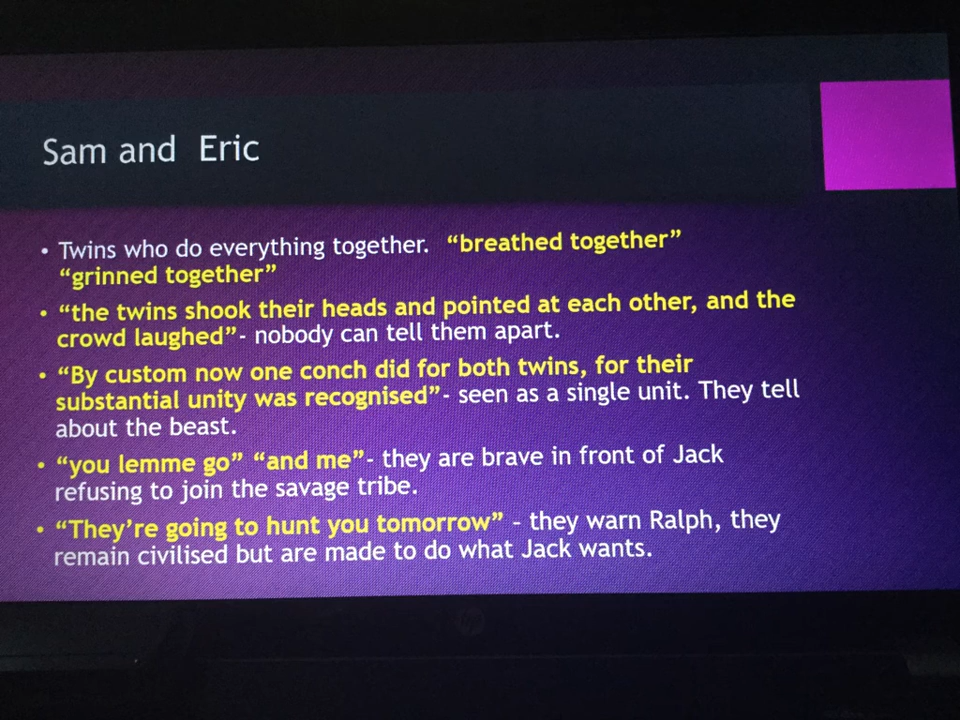 Sam and Eric
• Twins who do everything together. “breathed together”
“grinned together”
• “the twins shook their heads and pointed at each other, and the
crowd laughed”- nobody can tell them apart.
• “By custom now one conch did for both twins, for their
substantial unity was recognised”- seen as a single unit. They tell
about the beast.
• “you lemme go” “and me”- they are brave in front of Jack
refusing to join the savage tribe.
• “They’re going to hunt you tomorrow” - they warn Ralph, they
remain civilised but are made to do what Jack wants.
hp